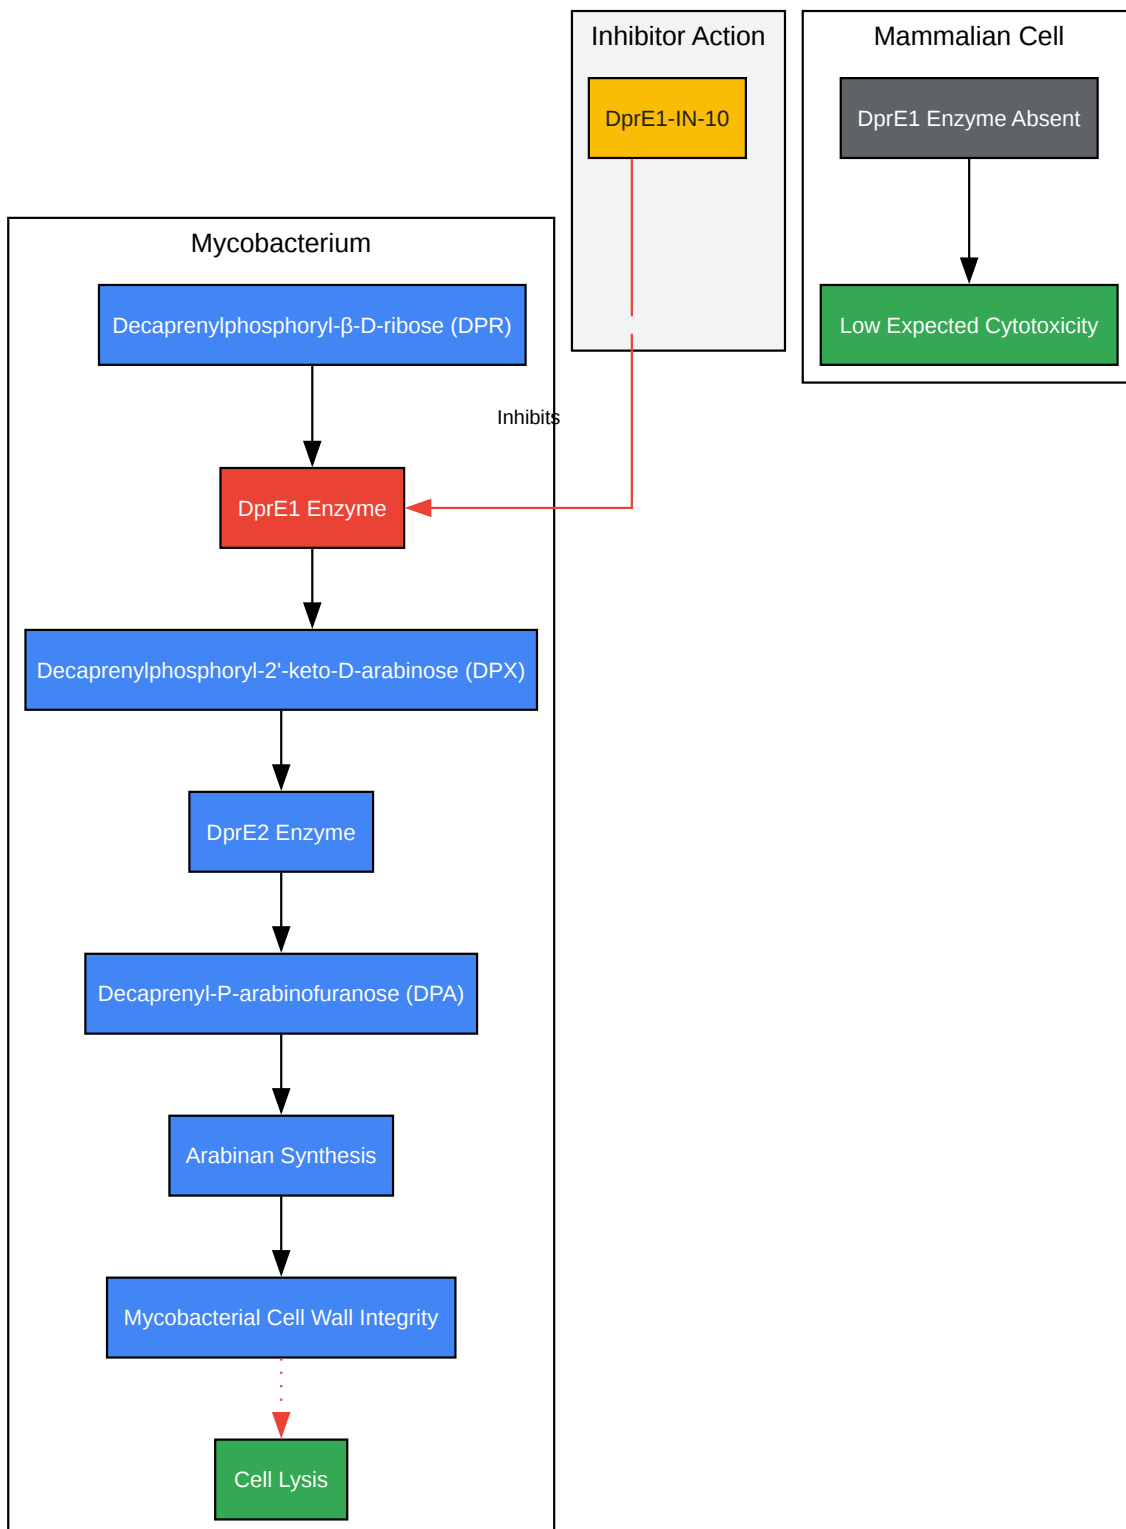 Inhibitor Action
DprE1-IN-10
Mammalian Cell
DprE1 Enzyme Absent
Low Expected Cytotoxicity
Mycobacterium
Decaprenylphosphoryl-β-D-ribose (DPR)
Inhibits
DprE1 Enzyme
Decaprenylphosphoryl-2'-keto-D-arabinose (DPX)
DprE2 Enzyme
Decaprenyl-P-arabinofuranose (DPA)
Arabinan Synthesis
Mycobacterial Cell Wall Integrity
Cell Lysis